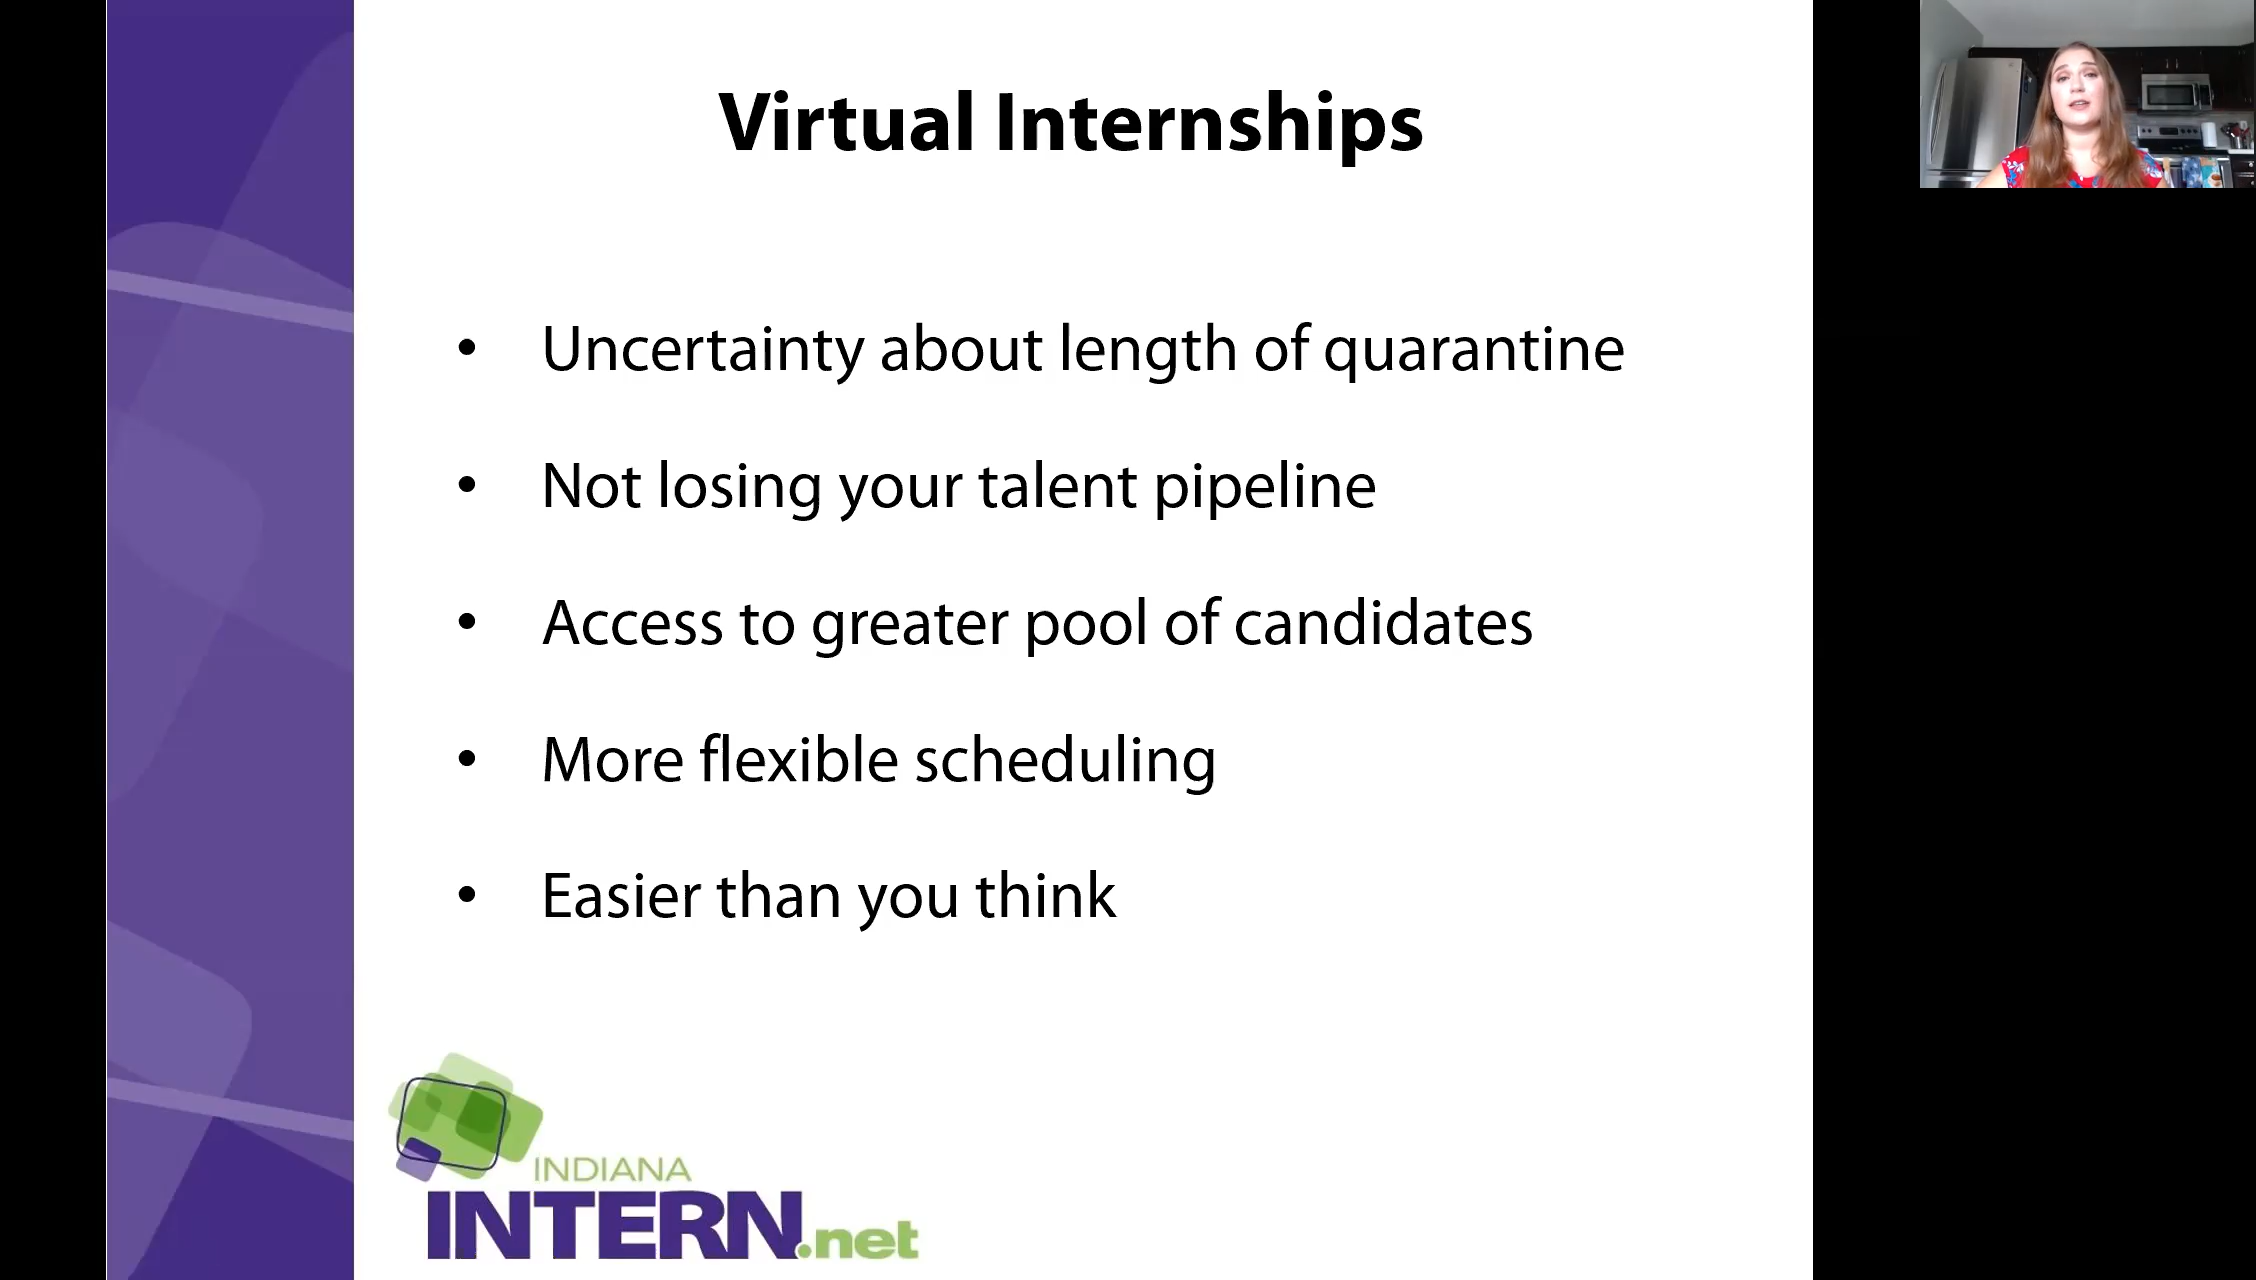 Virtual Internships
• Uncertainty about length of quarantine
• Not losing your talent pipeline
• Access to greater pool of candidates
• More flexible scheduling
• Easier than you think
INDIANA
INTERN.net